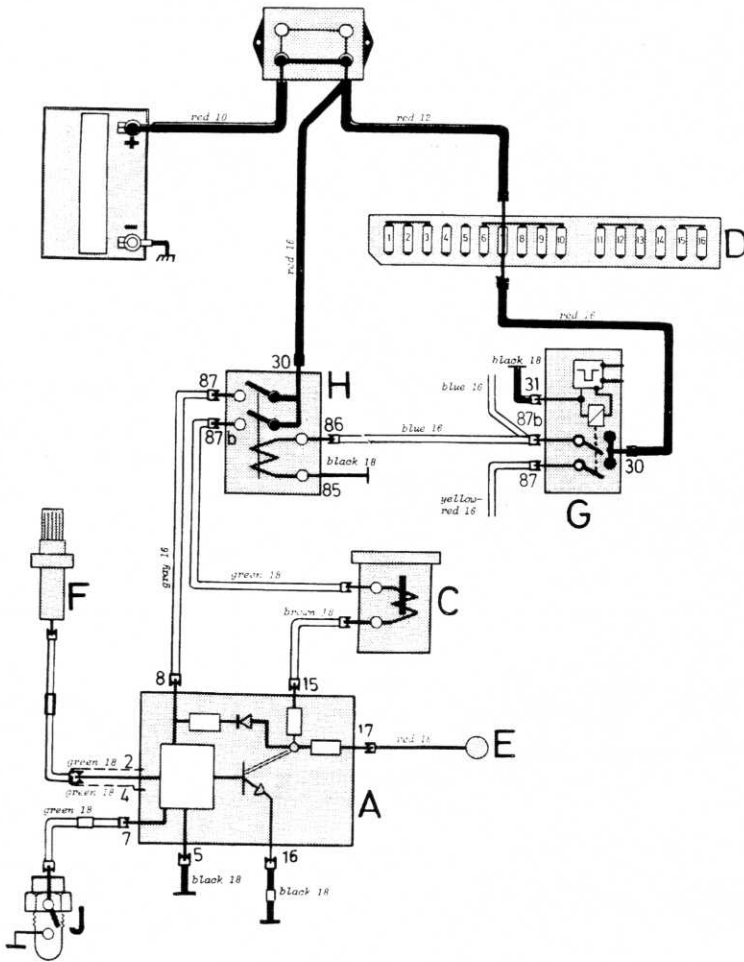 red 10
red 12
+
−
1 2 3 4 5 6 8 9 10 11 12 13 14 15 16
D
red 16
red 16
black 18
30
H
31
87
blue 16
86
87b
blue 16
87b
black 18
30
85
87
yellow-
red 16
G
gray 16
F
green 18
C
brown 18
8
15
17
red 16
E
green 18
2
green 18
4
A
green 18
7
5
16
black 18
black 18
J